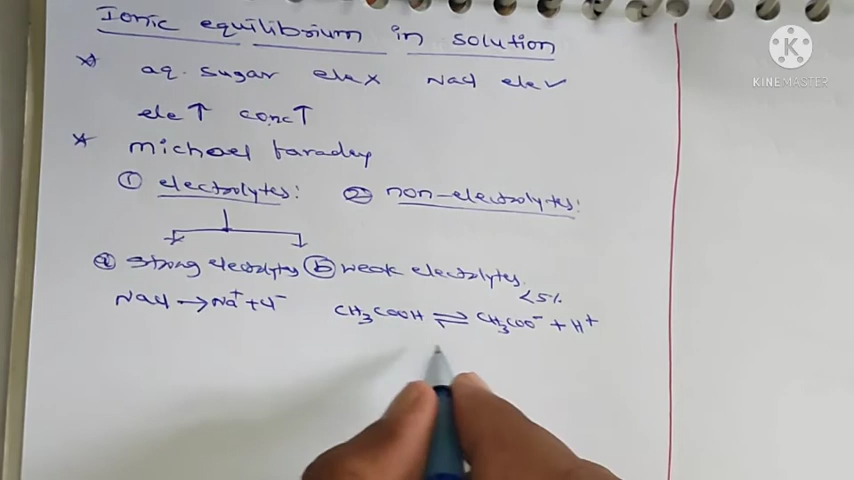 Ionic equilibrium in solution
* aq. sugar ele x NaCl ele ✓
ele ↑ conc ↑
* michael faraday
① electrolytes: ② non-electrolytes:
ⓐ strong electrolytes ⓑ weak electrolytes
<5%
NaCl → Na⁺ + Cl⁻ CH₃COOH ⇌ CH₃COO⁻ + H⁺
K
KINEMASTER